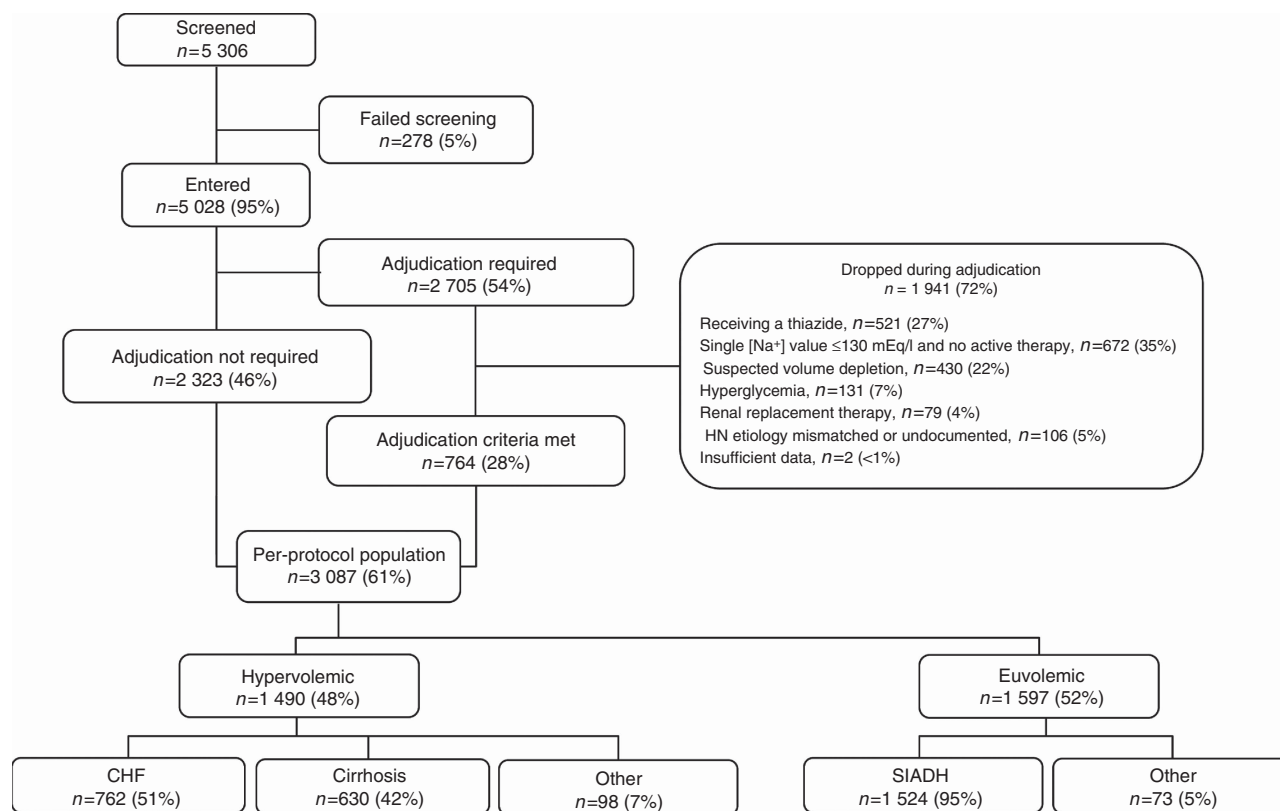 Screened
n=5 306
Failed screening
n=278 (5%)
Entered
n=5 028 (95%)
Adjudication required
n=2 705 (54%)
Dropped during adjudication
n = 1 941 (72%)
Receiving a thiazide, n=521 (27%)
Single [Na+] value ≤130 mEq/l and no active therapy, n=672 (35%)
Suspected volume depletion, n=430 (22%)
Hyperglycemia, n=131 (7%)
Renal replacement therapy, n=79 (4%)
HN etiology mismatched or undocumented, n=106 (5%)
Insufficient data, n=2 (<1%)
Adjudication not required
n=2 323 (46%)
Adjudication criteria met
n=764 (28%)
Per-protocol population
n=3 087 (61%)
Hypervolemic
n=1 490 (48%)
Euvolemic
n=1 597 (52%)
CHF
n=762 (51%)
Cirrhosis
n=630 (42%)
Other
n=98 (7%)
SIADH
n=1 524 (95%)
Other
n=73 (5%)